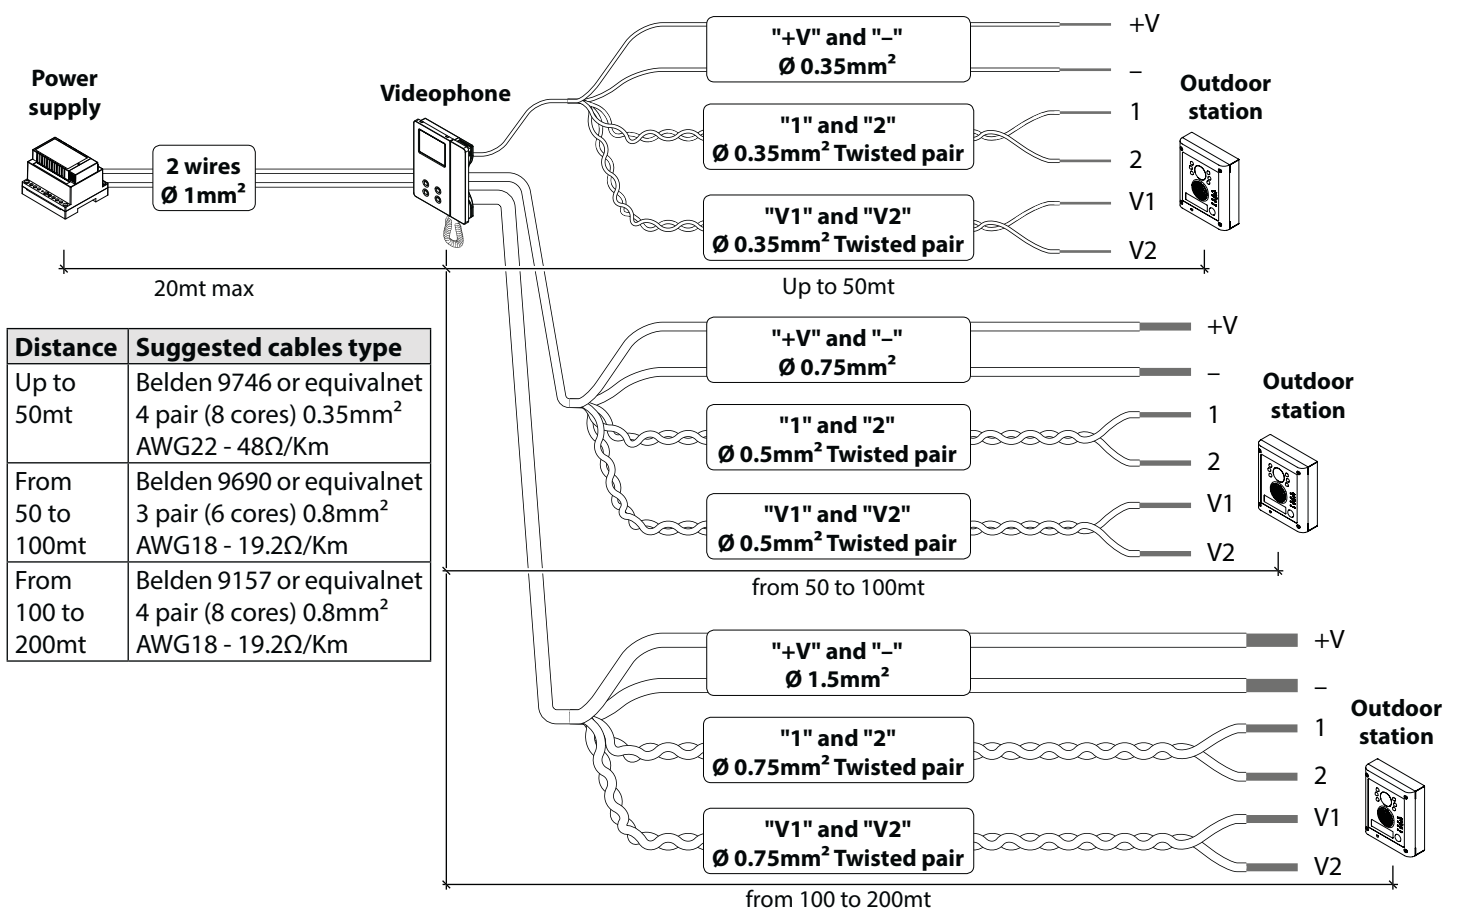 Power
supply
2 wires
Ø 1mm²
Videophone
"+V" and "–"
Ø 0.35mm²
+V
–
"1" and "2"
Ø 0.35mm² Twisted pair
1
2
"V1" and "V2"
Ø 0.35mm² Twisted pair
V1
V2
Outdoor
station
20mt max
Up to 50mt
Distance Suggested cables type
Up to
50mt
Belden 9746 or equivalnet
4 pair (8 cores) 0.35mm²
AWG22 - 48Ω/Km
From
50 to
100mt
Belden 9690 or equivalnet
3 pair (6 cores) 0.8mm²
AWG18 - 19.2Ω/Km
From
100 to
200mt
Belden 9157 or equivalnet
4 pair (8 cores) 0.8mm²
AWG18 - 19.2Ω/Km
"+V" and "–"
Ø 0.75mm²
+V
–
"1" and "2"
Ø 0.5mm² Twisted pair
1
2
"V1" and "V2"
Ø 0.5mm² Twisted pair
V1
V2
Outdoor
station
from 50 to 100mt
"+V" and "–"
Ø 1.5mm²
+V
–
"1" and "2"
Ø 0.75mm² Twisted pair
1
2
"V1" and "V2"
Ø 0.75mm² Twisted pair
V1
V2
Outdoor
station
from 100 to 200mt